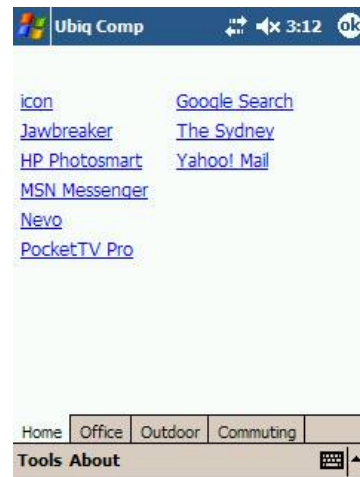 Ubiq Comp 3:12 ok
icon Google Search
Jawbreaker The Sydney
HP Photosmart Yahoo! Mail
MSN Messenger
Nevo
PocketTV Pro
Home Office Outdoor Commuting
Tools About